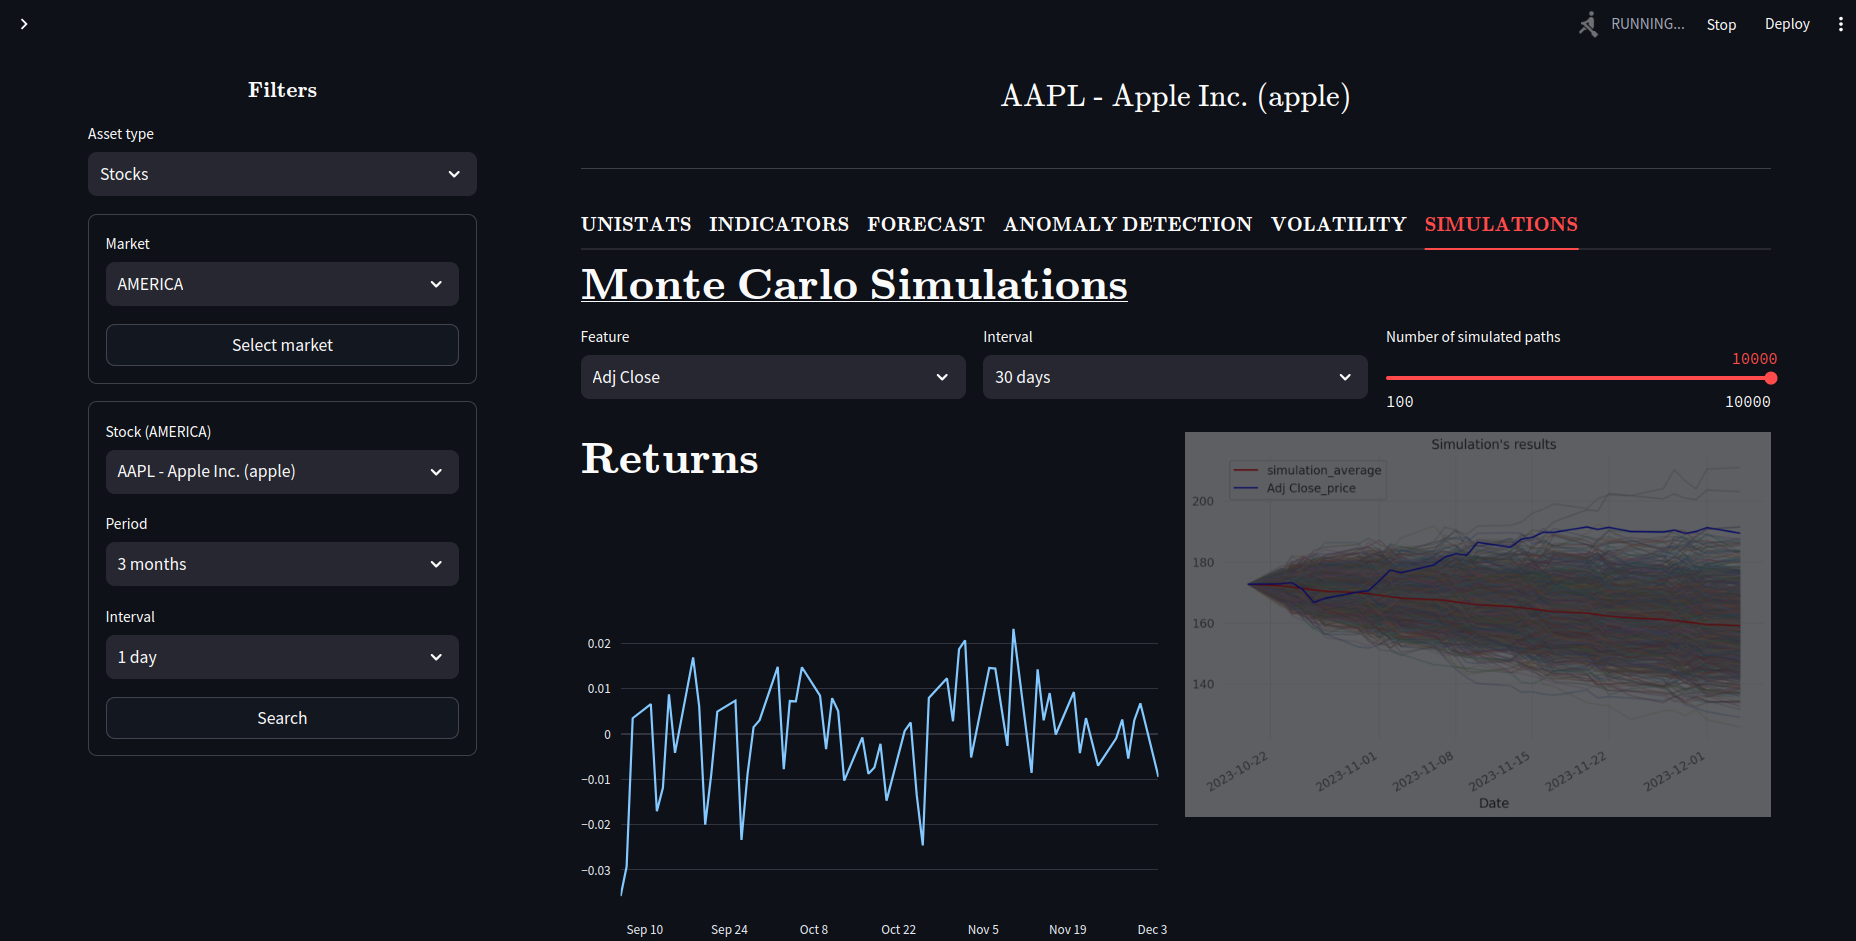 RUNNING...
Stop
Deploy
Filters
Asset type
Stocks
Market
AMERICA
Select market
Stock (AMERICA)
AAPL - Apple Inc. (apple)
Period
3 months
Interval
1 day
Search
AAPL - Apple Inc. (apple)
UNISTATS INDICATORS FORECAST ANOMALY DETECTION VOLATILITY SIMULATIONS
Monte Carlo Simulations
Feature
Adj Close
Interval
30 days
Number of simulated paths
10000
100 10000
Returns
0.02
0.01
0
−0.01
−0.02
−0.03
Sep 10 Sep 24 Oct 8 Oct 22 Nov 5 Nov 19 Dec 3
Simulation's results
simulation_average
Adj Close_price
200
180
160
140
2023-10-22 2023-11-01 2023-11-08 2023-11-15 2023-11-22 2023-12-01
Date